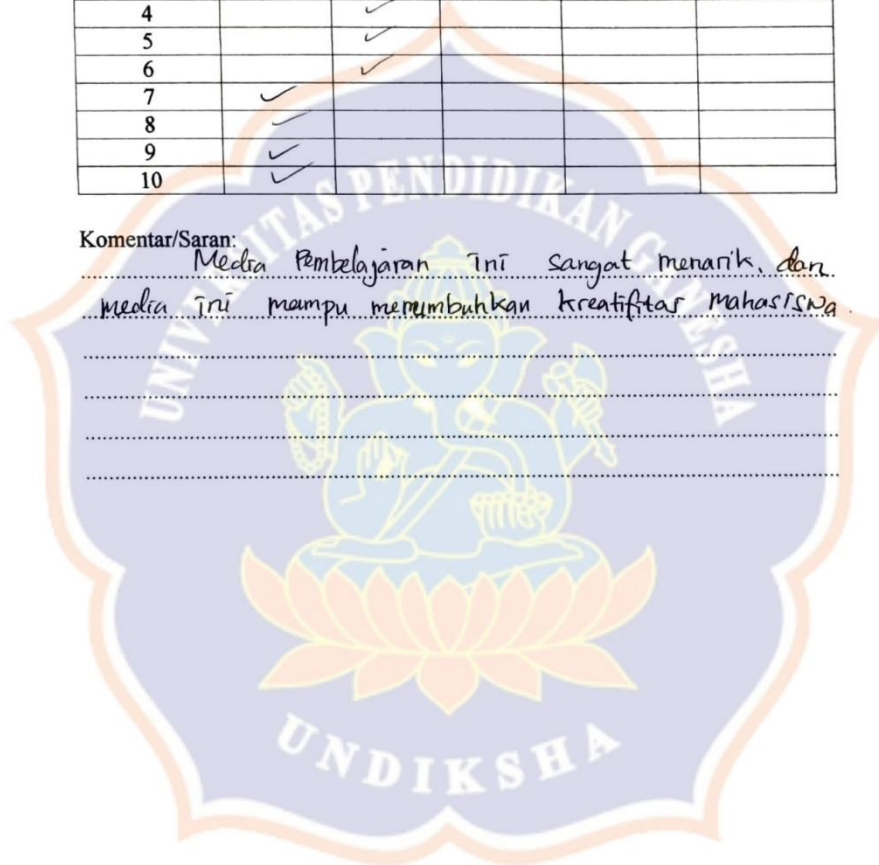 4 ✓
5 ✓
6 ✓
7 ✓
8 ✓
9 ✓
10 ✓
UNIVERSITAS PENDIDIKAN GANESHA
Komentar/Saran:
Media Pembelajaran ini sangat menarik, dan
media ini mampu menumbuhkan kreatifitas mahasiswa.
UNDIKSHA